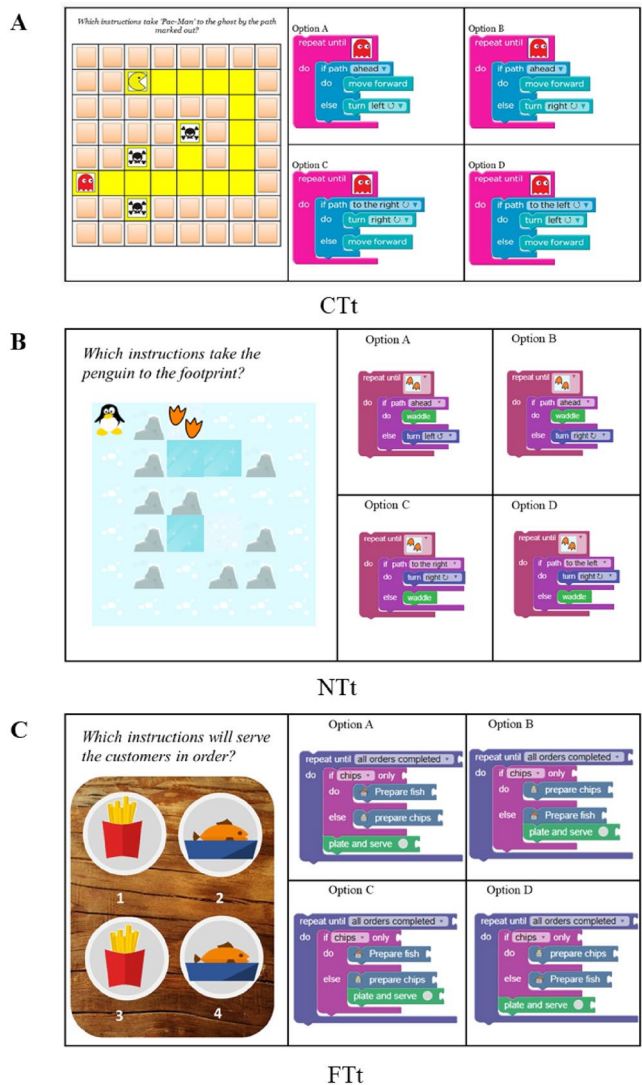 A
Which instructions take 'Pac-Man' to the ghost by the path
marked out?
Option A
repeat until
do if path ahead ▾
do move forward
else turn left ↺ ▾
Option B
repeat until
do if path ahead ▾
do move forward
else turn right ↻ ▾
Option C
repeat until
do if path to the right ↻ ▾
do turn right ↻ ▾
else move forward
Option D
repeat until
do if path to the left ↺ ▾
do turn left ↺ ▾
else move forward
CTt
B
Which instructions take the
penguin to the footprint?
Option A
repeat until
do if path ahead ▾
do waddle
else turn left ↺ ▾
Option B
repeat until
do if path ahead ▾
do waddle
else turn right ↻ ▾
Option C
repeat until
do if path to the right ▾
do turn right ↻ ▾
else waddle
Option D
repeat until
do if path to the left ▾
do turn right ↻ ▾
else waddle
NTt
C
Which instructions will serve
the customers in order?
1 2
3 4
Option A
repeat until all orders completed ▾
do if chips ▾ only
do Prepare fish
else prepare chips
plate and serve
Option B
repeat until all orders completed ▾
do if chips ▾ only
do prepare chips
else Prepare fish
plate and serve
Option C
repeat until all orders completed ▾
do if chips ▾ only
do Prepare fish
else prepare chips
plate and serve
Option D
repeat until all orders completed ▾
do if chips ▾ only
do prepare chips
else Prepare fish
plate and serve
FTt